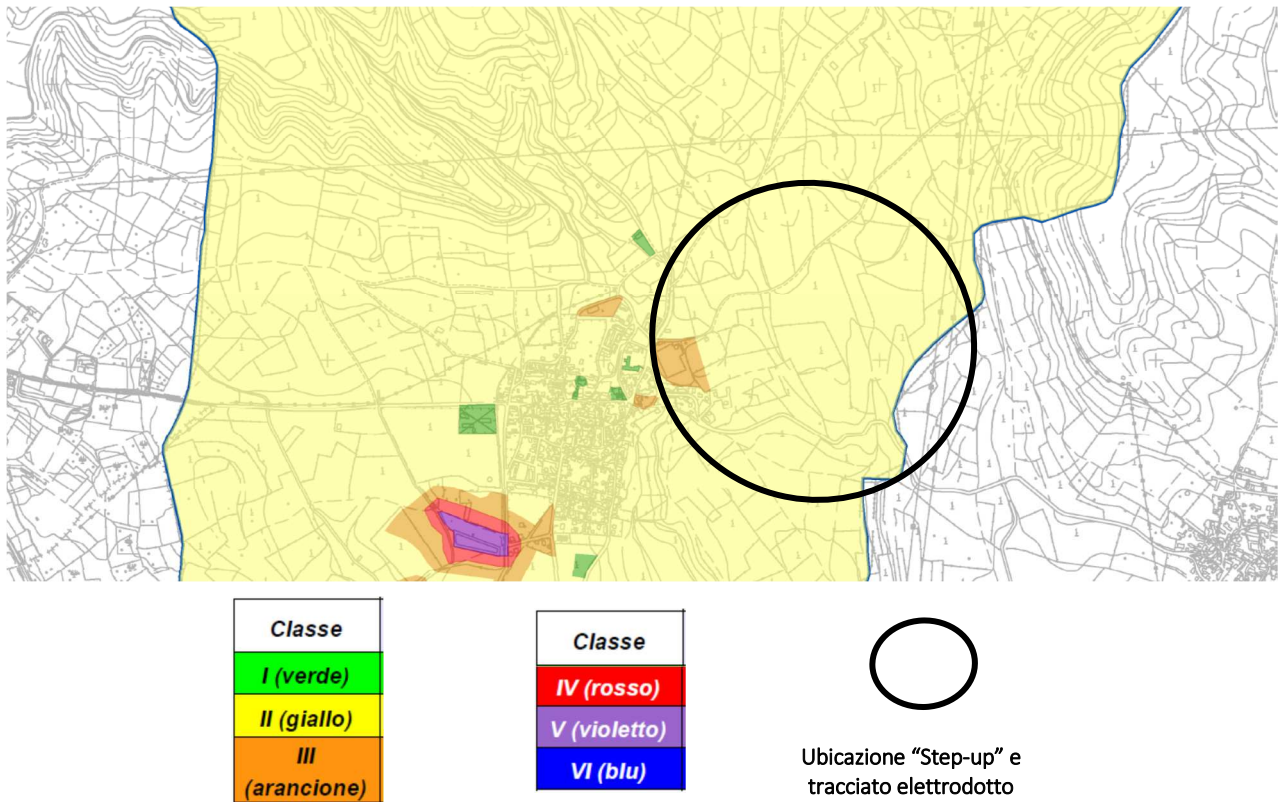 Classe
I (verde)
II (giallo)
III
(arancione)
Classe
IV (rosso)
V (violetto)
VI (blu)
Ubicazione “Step-up” e
tracciato elettrodotto